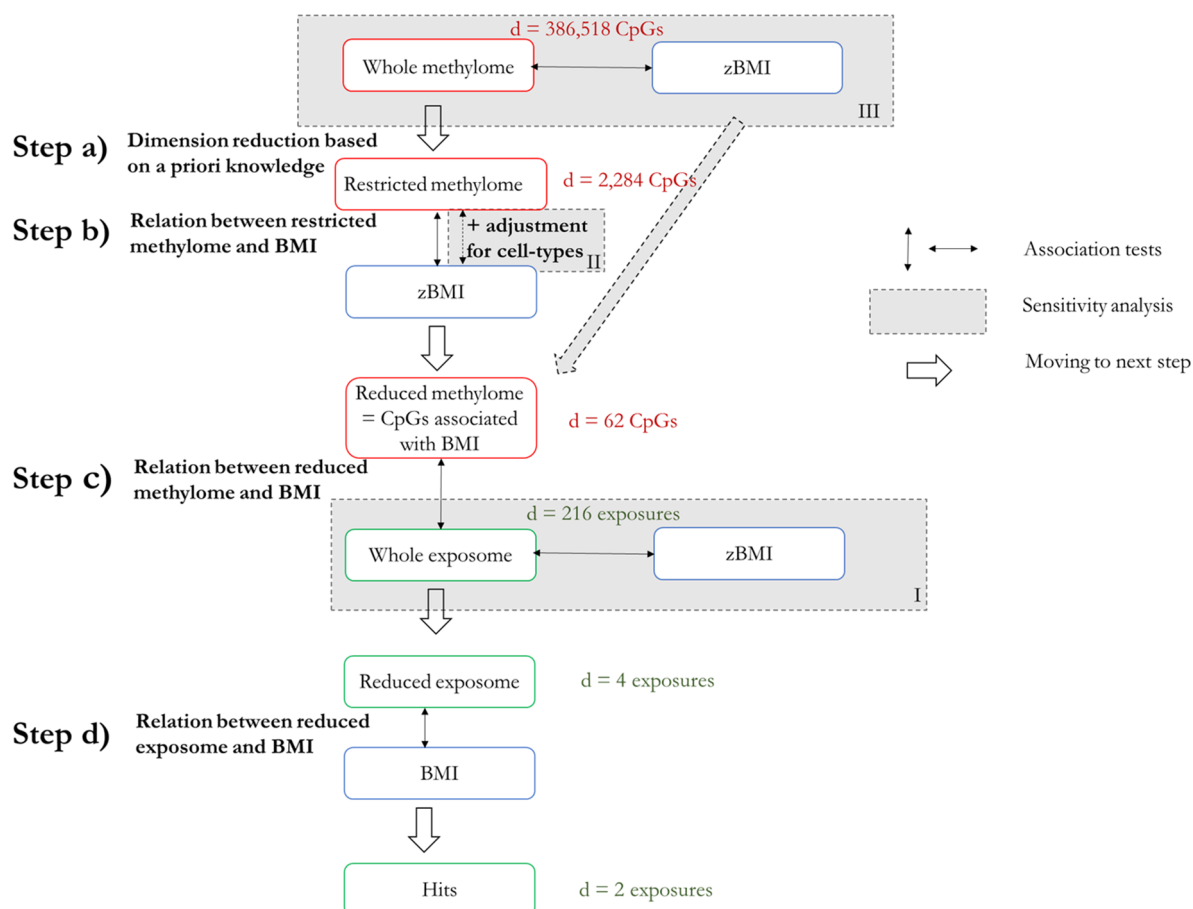 d = 386,518 CpGs
Whole methylome
zBMI
III
Step a)
Dimension reduction based
on a priori knowledge
Restricted methylome
d = 2,284 CpGs
Step b)
Relation between restricted
methylome and BMI
+ adjustment
for cell-types
II
zBMI
Association tests
Sensitivity analysis
Moving to next step
Reduced methylome
= CpGs associated
with BMI
d = 62 CpGs
Step c)
Relation between reduced
methylome and BMI
d = 216 exposures
Whole exposome
zBMI
I
Reduced exposome
d = 4 exposures
Step d)
Relation between reduced
exposome and BMI
BMI
Hits
d = 2 exposures